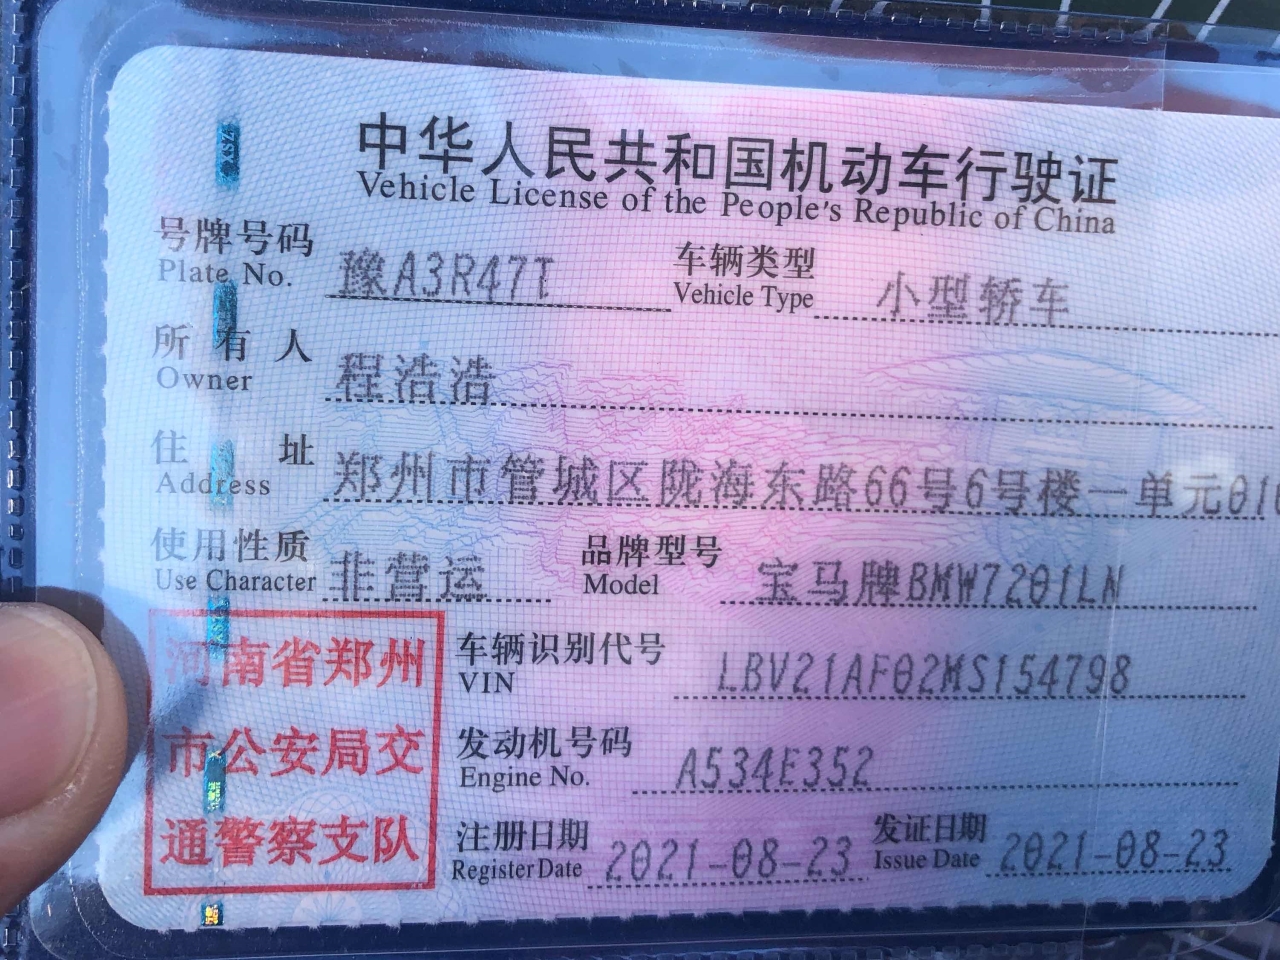 中华人民共和国机动车行驶证
Vehicle License of the People's Republic of China
号牌号码 豫A3R47T 车辆类型 小型轿车
Plate No. Vehicle Type
所有人 程浩浩
Owner
住址 郑州市管城区陇海东路66号6号楼一单元010
Address
使用性质 非营运 品牌型号 宝马牌BMW7201LN
Use Character Model
车辆识别代号 LBV21AF02MS154798
VIN
发动机号码 A534E352
Engine No.
注册日期 2021-08-23 发证日期 2021-08-23
Register Date Issue Date
河南省郑州
市公安局交
通警察支队